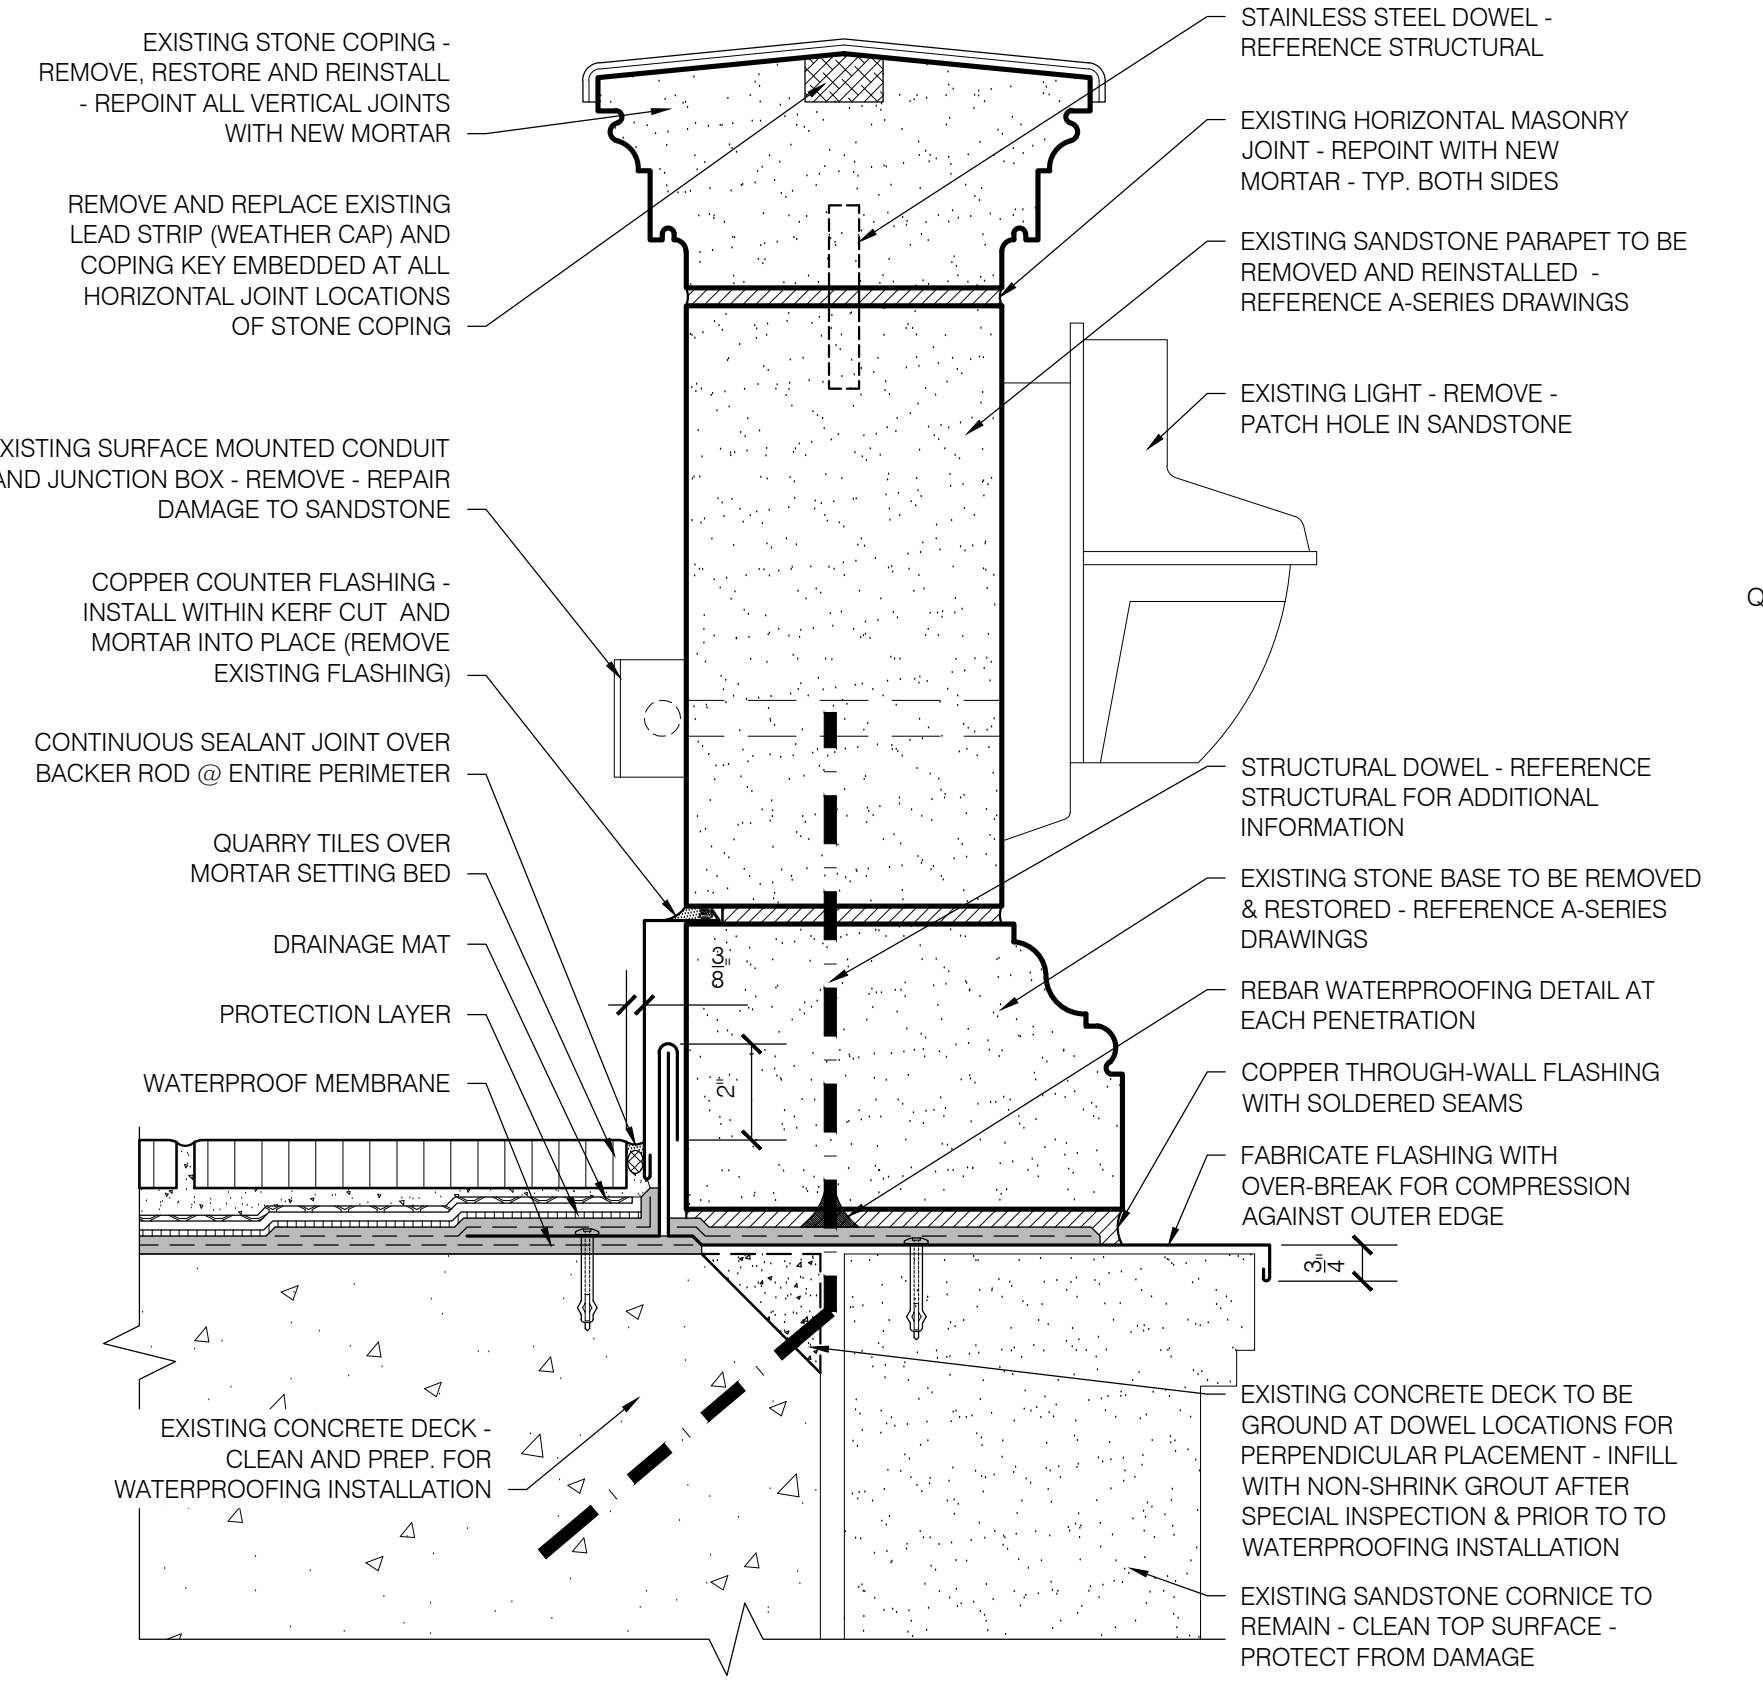 EXISTING STONE COPING -
REMOVE, RESTORE AND REINSTALL
- REPOINT ALL VERTICAL JOINTS
WITH NEW MORTAR
REMOVE AND REPLACE EXISTING
LEAD STRIP (WEATHER CAP) AND
COPING KEY EMBEDDED AT ALL
HORIZONTAL JOINT LOCATIONS
OF STONE COPING
XISTING SURFACE MOUNTED CONDUIT
AND JUNCTION BOX - REMOVE - REPAIR
DAMAGE TO SANDSTONE
COPPER COUNTER FLASHING -
INSTALL WITHIN KERF CUT AND
MORTAR INTO PLACE (REMOVE
EXISTING FLASHING)
CONTINUOUS SEALANT JOINT OVER
BACKER ROD @ ENTIRE PERIMETER
QUARRY TILES OVER
MORTAR SETTING BED
DRAINAGE MAT
PROTECTION LAYER
WATERPROOF MEMBRANE
EXISTING CONCRETE DECK -
CLEAN AND PREP. FOR
WATERPROOFING INSTALLATION
3/8"
2"
STAINLESS STEEL DOWEL -
REFERENCE STRUCTURAL
EXISTING HORIZONTAL MASONRY
JOINT - REPOINT WITH NEW
MORTAR - TYP. BOTH SIDES
EXISTING SANDSTONE PARAPET TO BE
REMOVED AND REINSTALLED -
REFERENCE A-SERIES DRAWINGS
EXISTING LIGHT - REMOVE -
PATCH HOLE IN SANDSTONE
Q
STRUCTURAL DOWEL - REFERENCE
STRUCTURAL FOR ADDITIONAL
INFORMATION
EXISTING STONE BASE TO BE REMOVED
& RESTORED - REFERENCE A-SERIES
DRAWINGS
REBAR WATERPROOFING DETAIL AT
EACH PENETRATION
COPPER THROUGH-WALL FLASHING
WITH SOLDERED SEAMS
FABRICATE FLASHING WITH
OVER-BREAK FOR COMPRESSION
AGAINST OUTER EDGE
3/4"
EXISTING CONCRETE DECK TO BE
GROUND AT DOWEL LOCATIONS FOR
PERPENDICULAR PLACEMENT - INFILL
WITH NON-SHRINK GROUT AFTER
SPECIAL INSPECTION & PRIOR TO TO
WATERPROOFING INSTALLATION
EXISTING SANDSTONE CORNICE TO
REMAIN - CLEAN TOP SURFACE -
PROTECT FROM DAMAGE